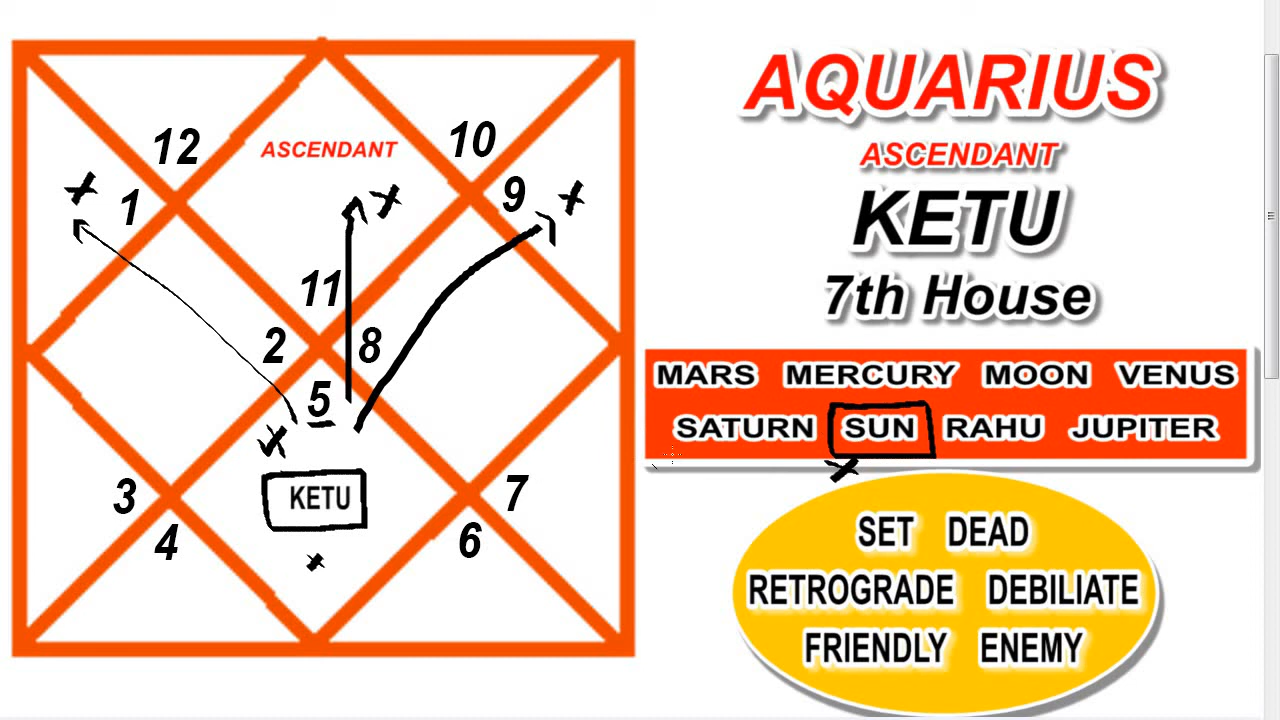 12
ASCENDANT
10
1
9
11
2
8
5
KETU
3
7
4
6
AQUARIUS
ASCENDANT
KETU
7th House
MARS MERCURY MOON VENUS
SATURN SUN RAHU JUPITER
SET DEAD
RETROGRADE DEBILIATE
FRIENDLY ENEMY